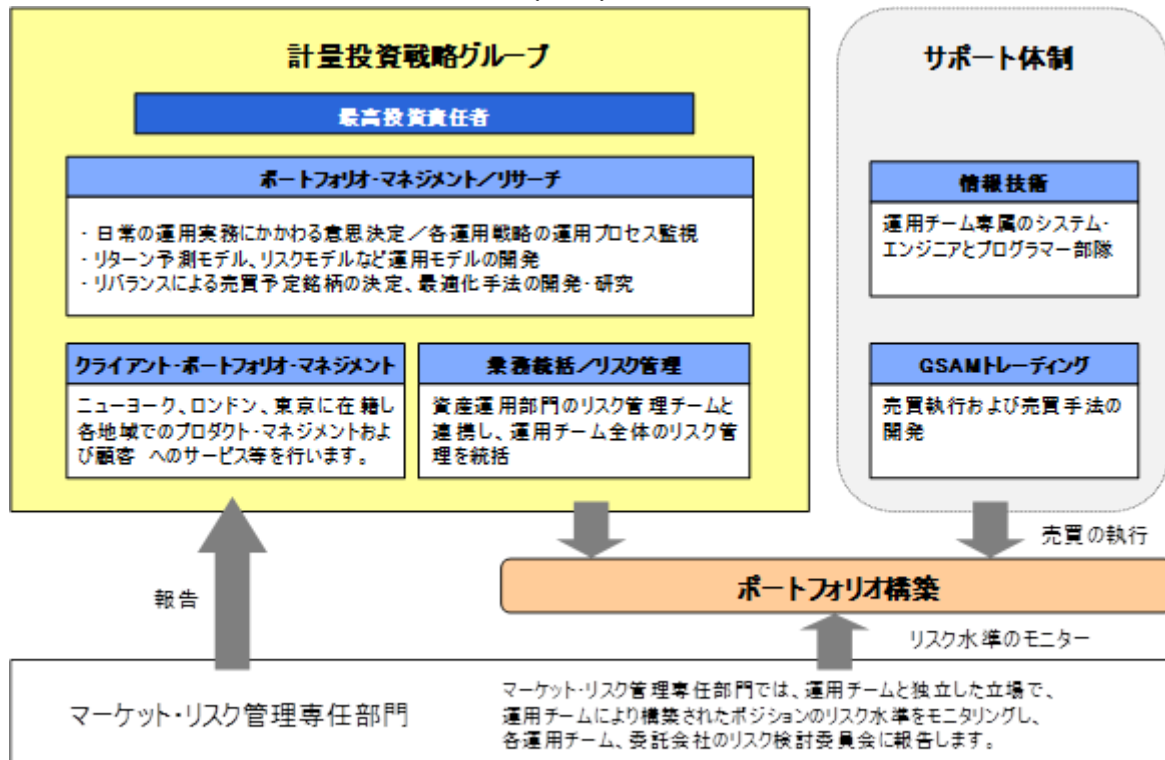 計量投資戦略グループ
最高投資責任者
ポートフォリオ・マネジメント／リサーチ
・ 日常の運用実務にかかわる意思決定／各運用戦略の運用プロセス監視
・ リターン予測モデル、リスクモデルなど運用モデルの開発
・ リバランスによる売買予定銘柄の決定、最適化手法の開発・研究
クライアント・ポートフォリオ・マネジメント
ニューヨーク、ロンドン、東京に在籍し
各地域でのプロダクト・マネジメントおよ
び顧客 へのサービス等を行います。
業務統括／リスク管理
資産運用部門のリスク管理チームと
連携し、運用チーム全体のリスク管
理を統括
サポート体制
情報技術
運用チーム専属のシステム・
エンジニアとプログラマー部隊
GSAMトレーディング
売買執行および売買手法の
開発
売買の執行
報告
ポートフォリオ構築
リスク水準のモニター
マーケット・リスク管理専任部門
マーケット・リスク管理専任部門では、運用チームと独立した立場で、
運用チームにより構築されたポジションのリスク水準をモニタリングし、
各運用チーム、委託会社のリスク検討委員会に報告します。